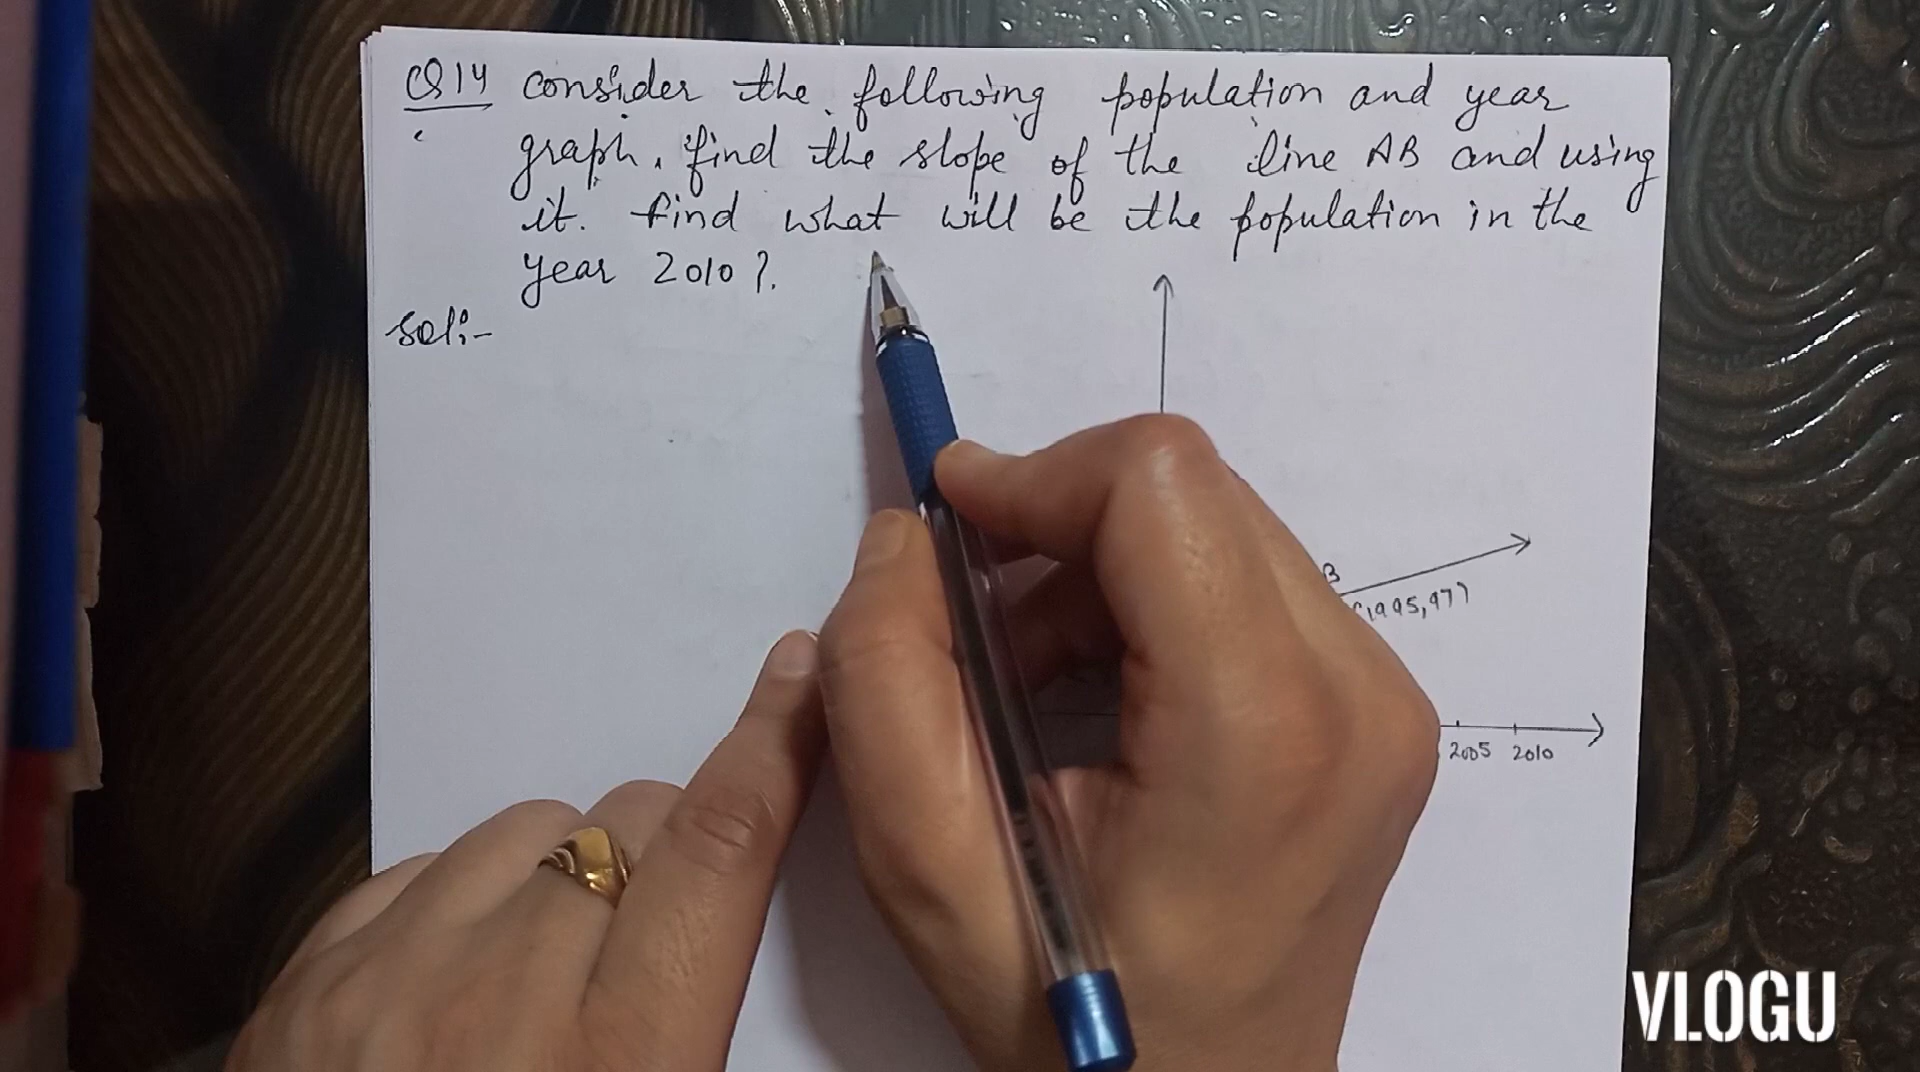 Q14 consider the following population and year
graph. find the slope of the line AB and using
it. find what will be the population in the
year 2010?.
Sol:-
B
(1995,97)
2005 2010
VLOGU